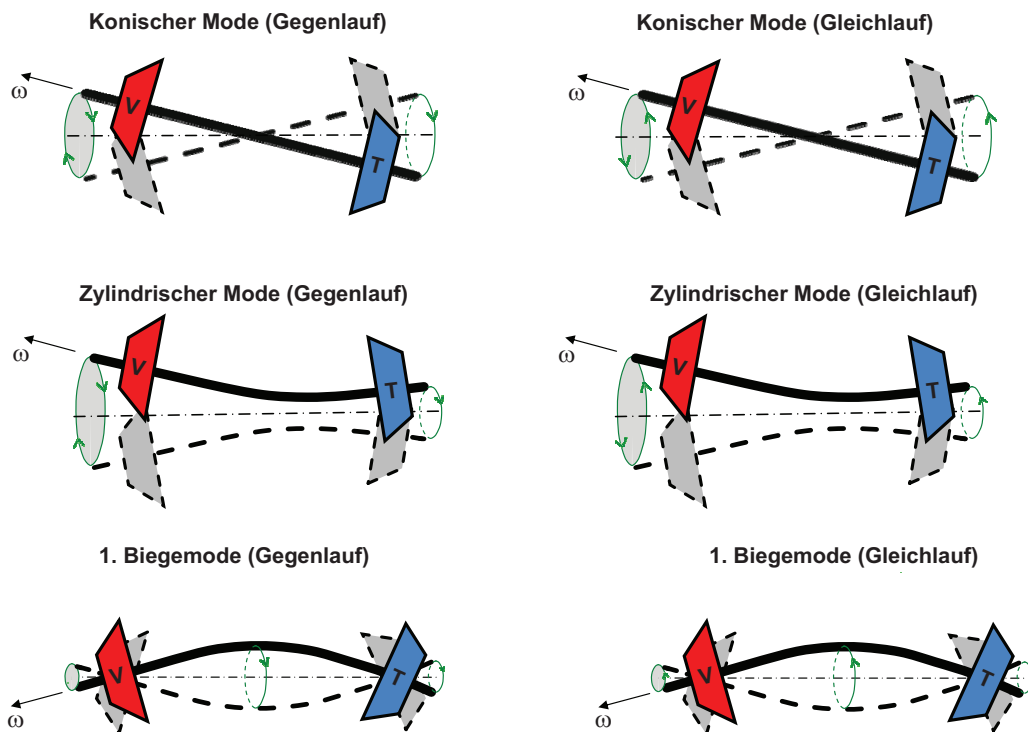 Konischer Mode (Gegenlauf)
Konischer Mode (Gleichlauf)
ω
V
T
ω
V
T
Zylindrischer Mode (Gegenlauf)
Zylindrischer Mode (Gleichlauf)
ω
V
T
ω
V
T
1. Biegemode (Gegenlauf)
1. Biegemode (Gleichlauf)
V
T
ω
V
T
ω